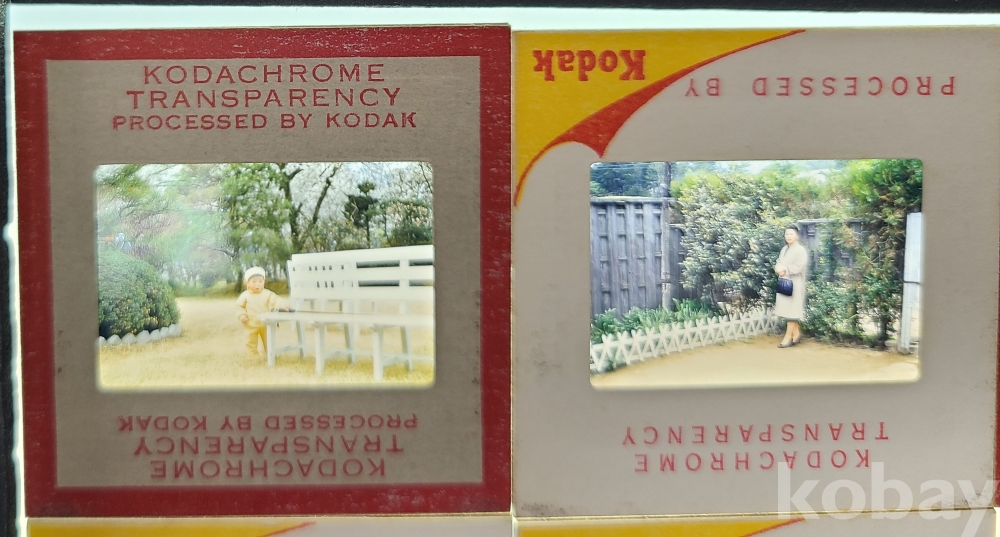 KODACHROME
TRANSPARENCY
PROCESSED BY KODAK
PROCESSED BY KODAK
TRANSPARENCY
KODACHROME
Kodak
PROCESSED BY
TRANSPARENCY
KODACHROME
kobay